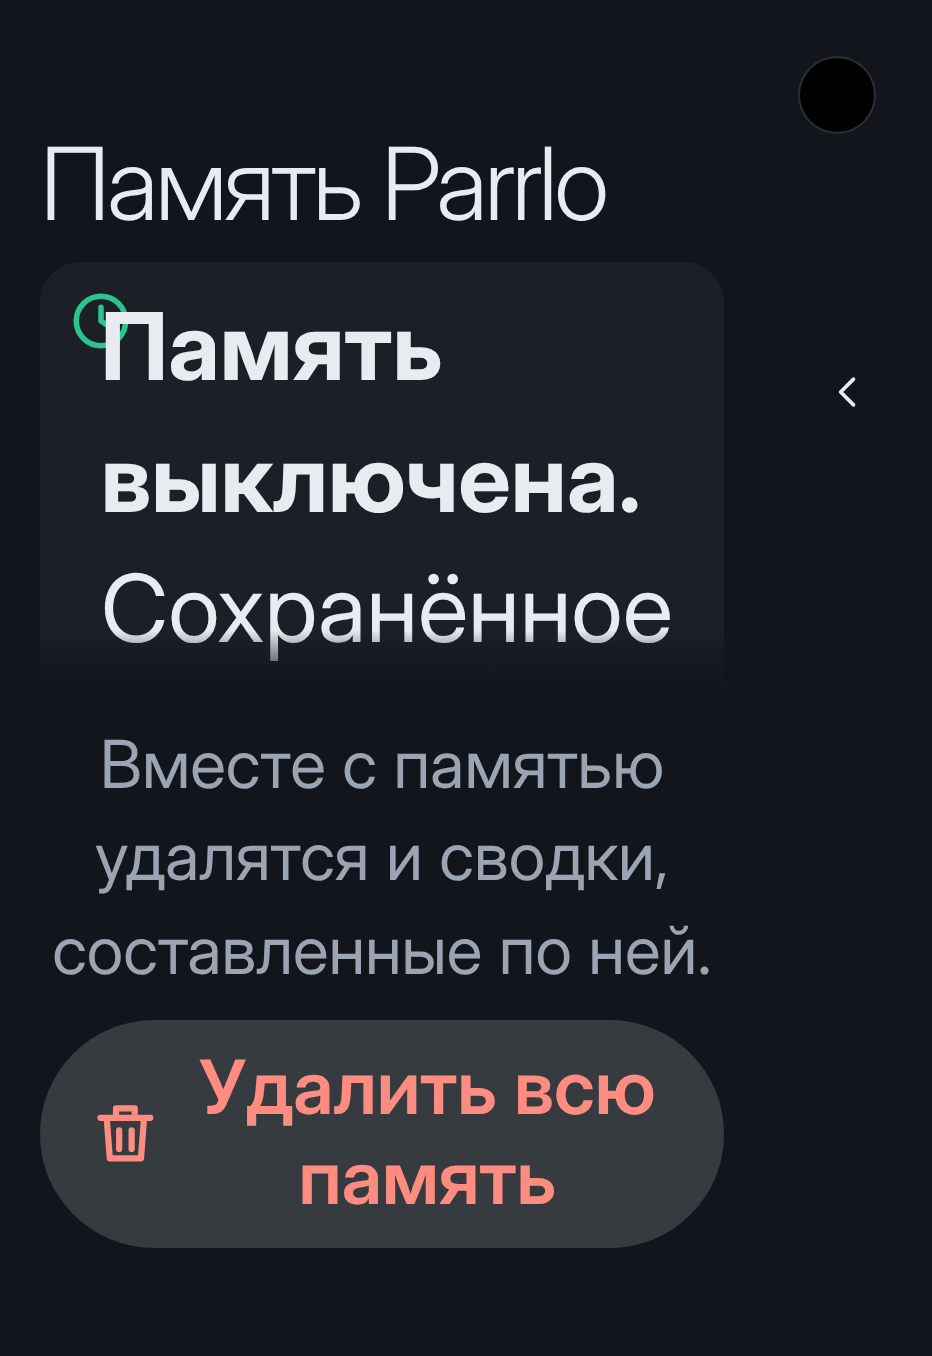 Память Parrlo
Память
выключена.
Сохранённое
Вместе с памятью
удалятся и сводки,
составленные по ней.
Удалить всю
память